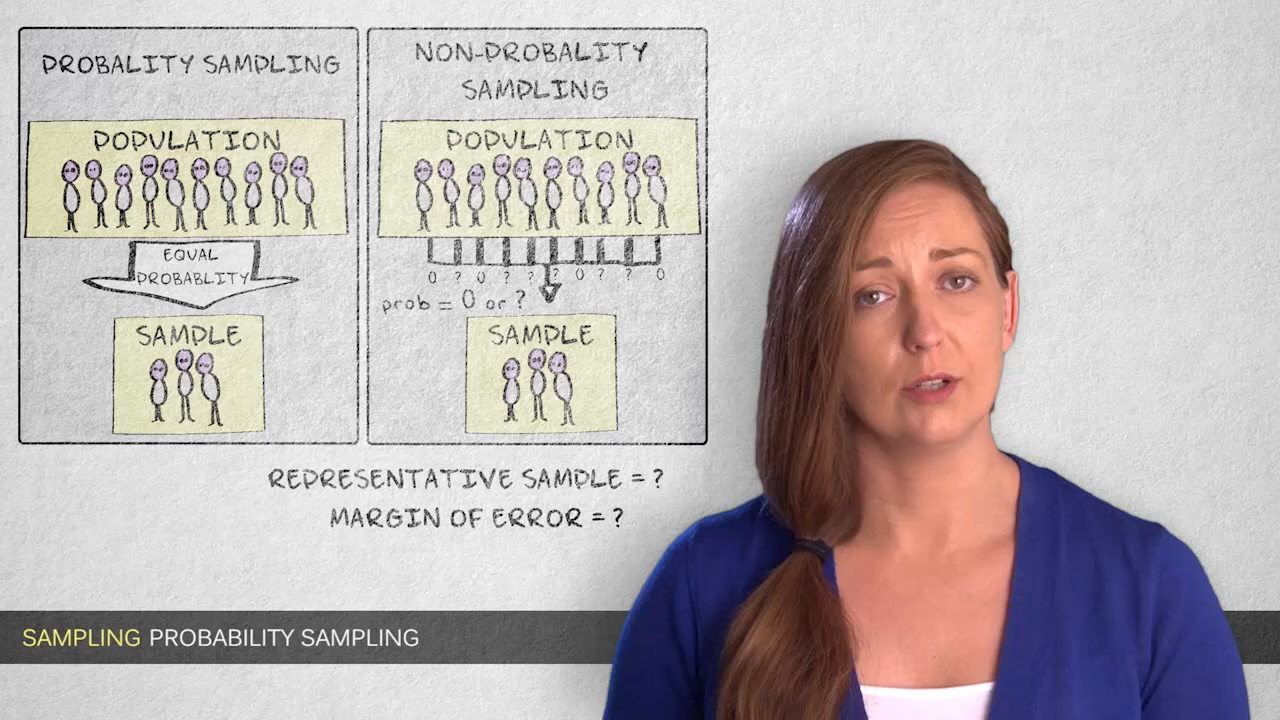 PROBALITY SAMPLING
POPULATION
EQUAL
PROBABLITY
SAMPLE
NON-PROBALITY
SAMPLING
POPULATION
0 ? 0 ? ? ? 0 ? ? 0
prob = 0 or ?
SAMPLE
REPRESENTATIVE SAMPLE = ?
MARGIN OF ERROR = ?
SAMPLING PROBABILITY SAMPLING